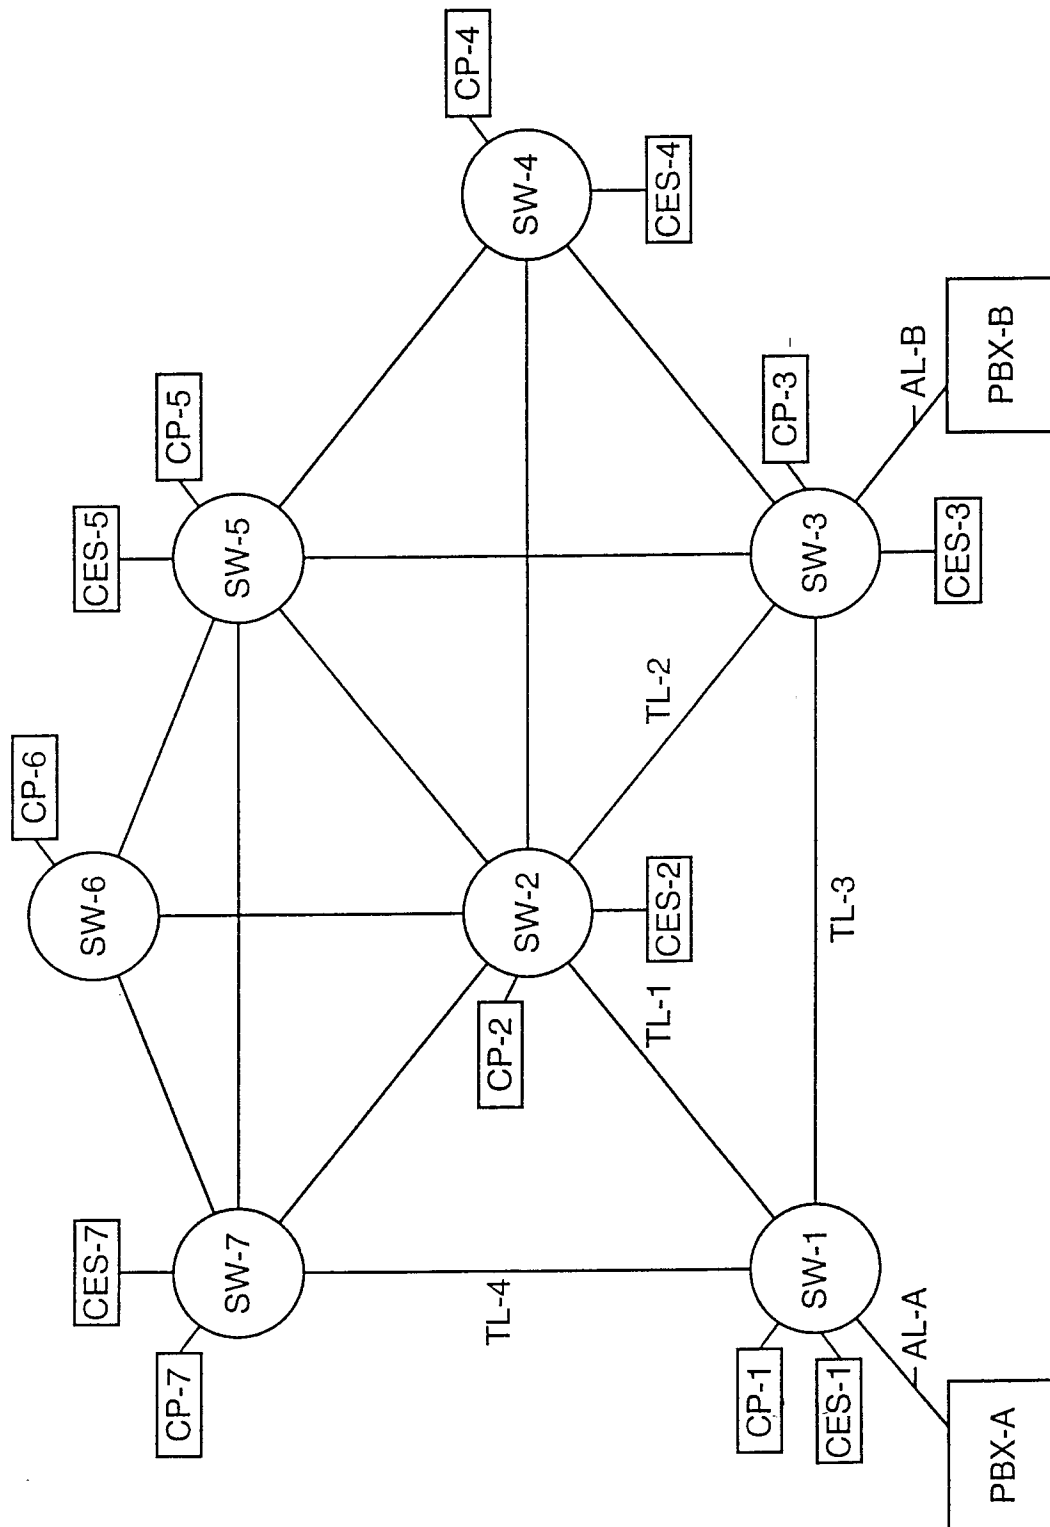 CES-7
CP-7
SW-7
CP-6
SW-6
CES-5
CP-5
SW-5
TL-4
CP-2
SW-2
CES-2
TL-1
TL-2
CP-4
SW-4
CES-4
CP-1
CES-1
SW-1
TL-3
CP-3
SW-3
CES-3
AL-A
PBX-A
AL-B
PBX-B